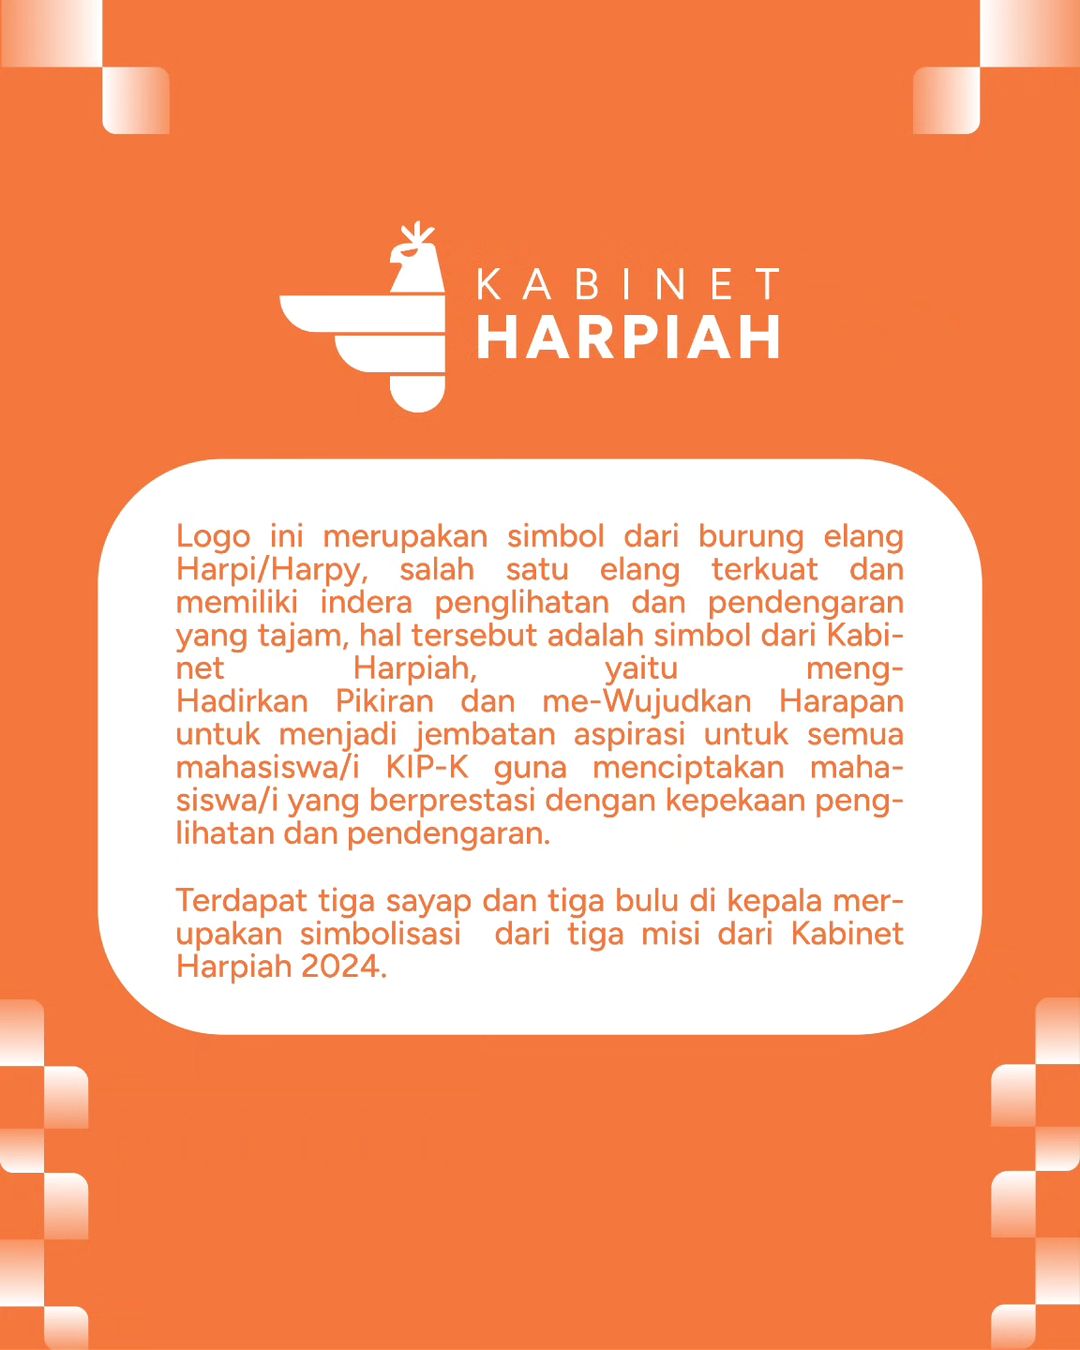 KABINET
HARPIAH
Logo ini merupakan simbol dari burung elang
Harpi/Harpy, salah satu elang terkuat dan
memiliki indera penglihatan dan pendengaran
yang tajam, hal tersebut adalah simbol dari Kabi-
net Harpiah, yaitu meng-
Hadirkan Pikiran dan me-Wujudkan Harapan
untuk menjadi jembatan aspirasi untuk semua
mahasiswa/i KIP-K guna menciptakan maha-
siswa/i yang berprestasi dengan kepekaan peng-
lihatan dan pendengaran.
Terdapat tiga sayap dan tiga bulu di kepala mer-
upakan simbolisasi dari tiga misi dari Kabinet
Harpiah 2024.